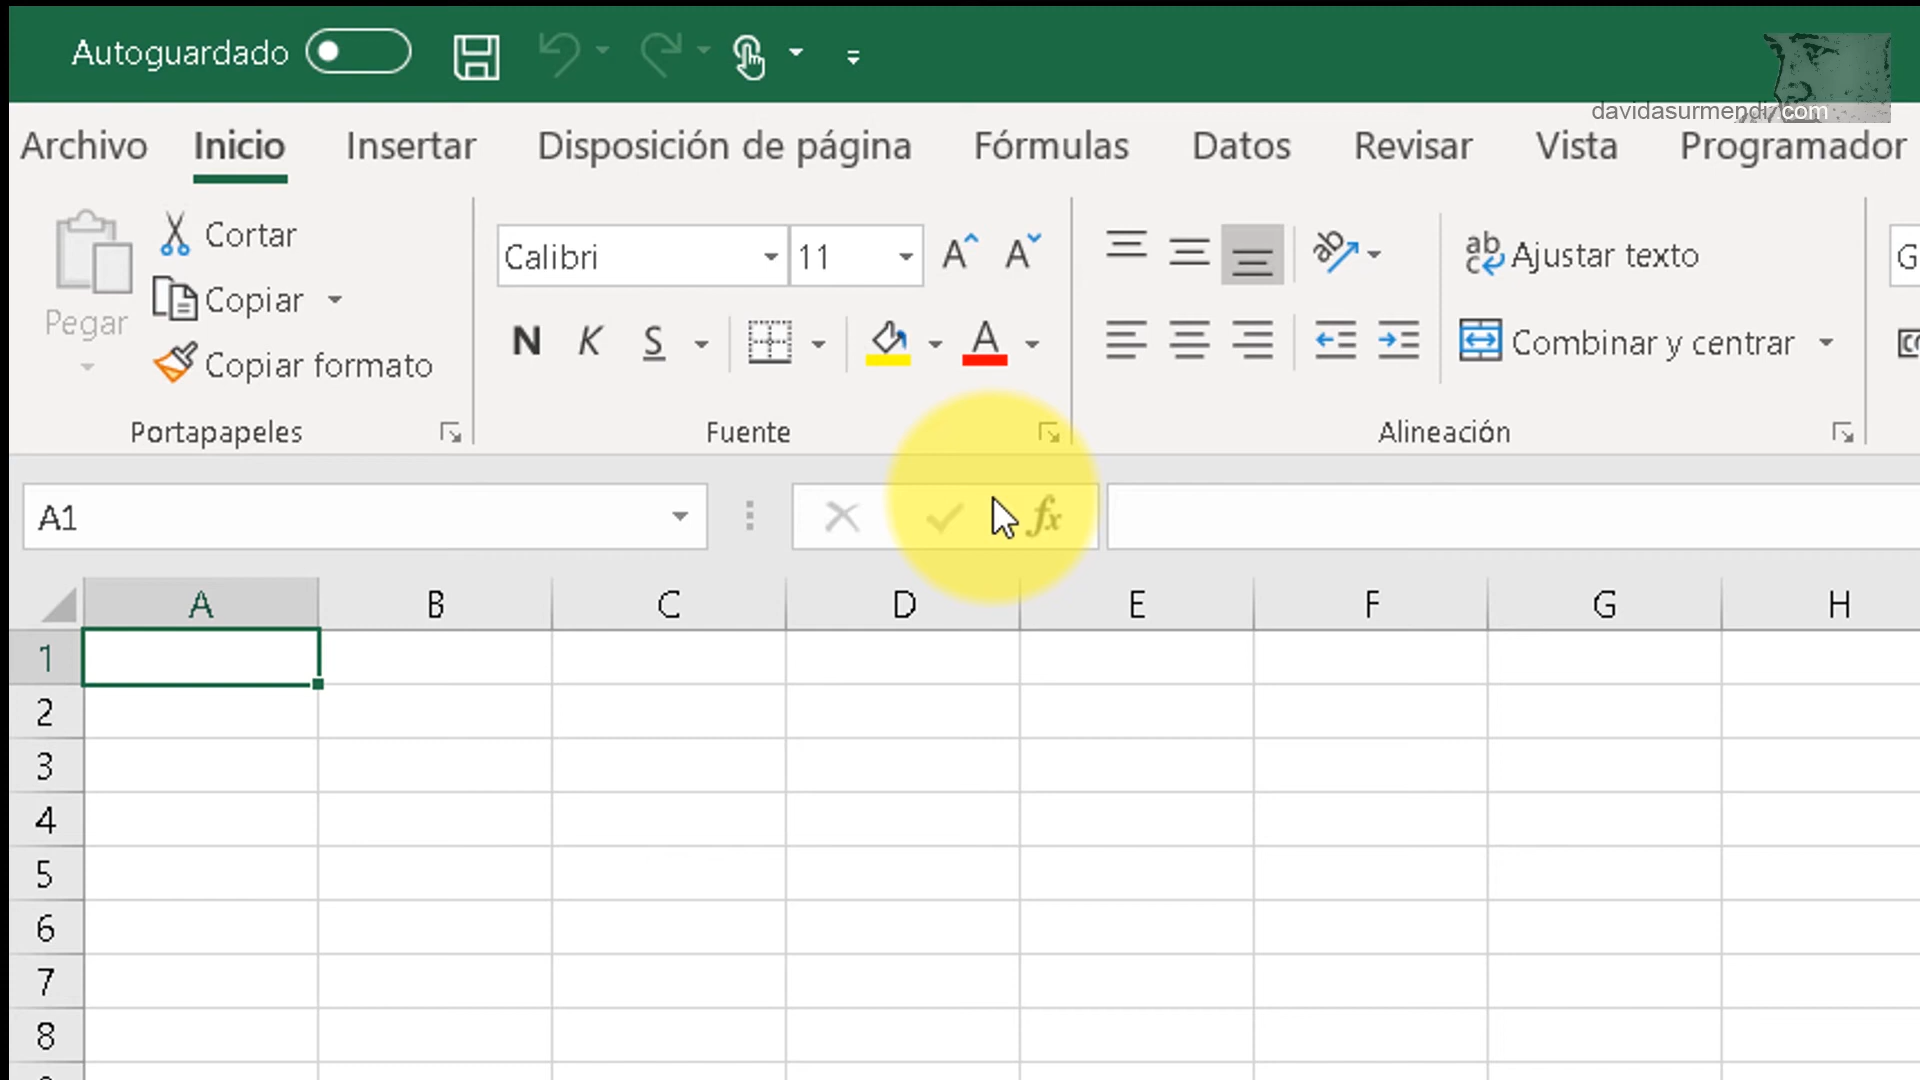 Autoguardado
davidasurmendi.com
Archivo Inicio Insertar Disposición de página Fórmulas Datos Revisar Vista Programador
Pegar
Cortar
Copiar
Copiar formato
Portapapeles
Calibri 11 A A
N K S A
Fuente
ab Ajustar texto
Combinar y centrar
Alineación
G
A1 fx
A B C D E F G H
1
2
3
4
5
6
7
8